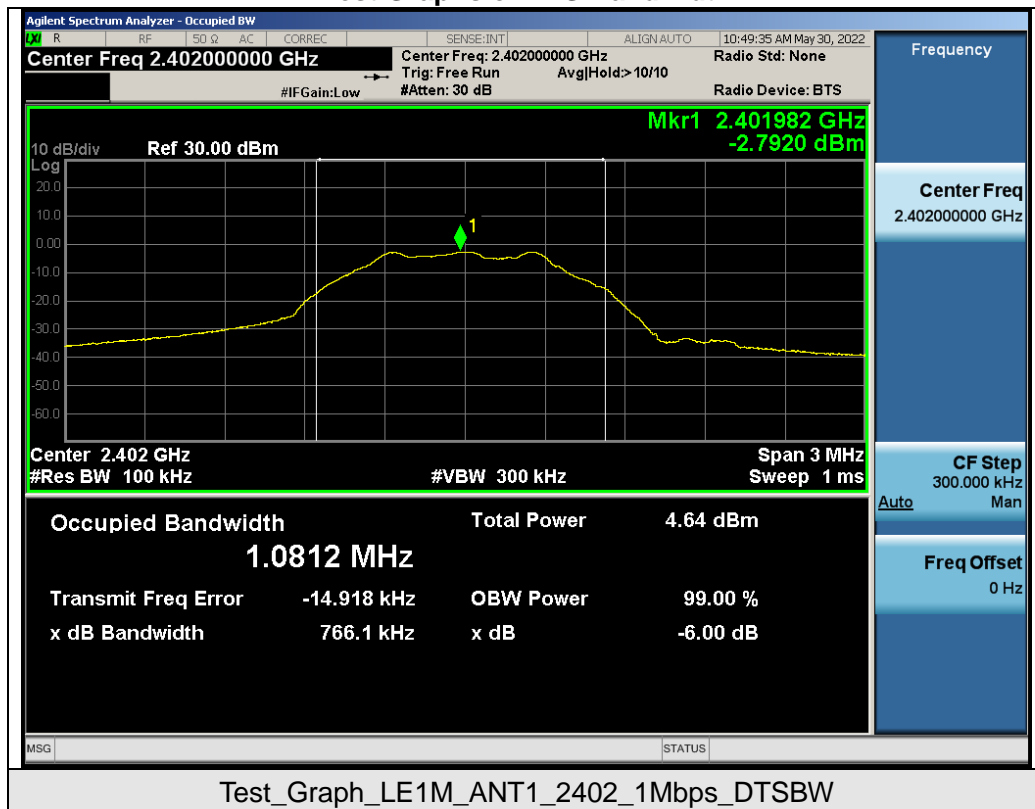 Agilent Spectrum Analyzer - Occupied BW
LXI R RF 50 Ω AC CORREC SENSE:INT ALIGN AUTO 10:49:35 AM May 30, 2022
Center Freq 2.402000000 GHz
Center Freq: 2.402000000 GHz
Radio Std: None
Trig: Free Run Avg|Hold:>10/10
#IFGain:Low
#Atten: 30 dB
Radio Device: BTS
Frequency
Mkr1 2.401982 GHz
-2.7920 dBm
10 dB/div Ref 30.00 dBm
Log
20.0
10.0
0.00
-10.0
-20.0
-30.0
-40.0
-50.0
-60.0
1
Center 2.402 GHz
Span 3 MHz
#Res BW 100 kHz
#VBW 300 kHz
Sweep 1 ms
Center Freq
2.402000000 GHz
CF Step
300.000 kHz
Auto Man
Freq Offset
0 Hz
Occupied Bandwidth
1.0812 MHz
Total Power 4.64 dBm
Transmit Freq Error -14.918 kHz OBW Power 99.00 %
x dB Bandwidth 766.1 kHz x dB -6.00 dB
MSG STATUS
Test_Graph_LE1M_ANT1_2402_1Mbps_DTSBW